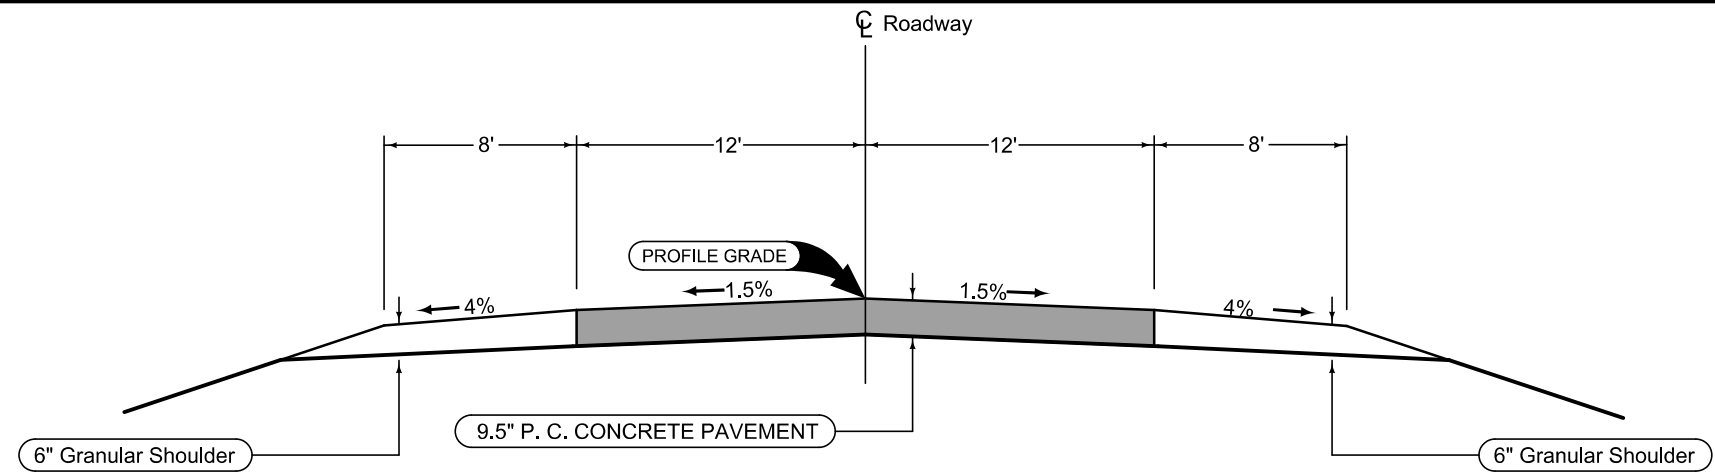 ℄ Roadway
8'
12'
12'
8'
PROFILE GRADE
4%
1.5%
1.5%
4%
9.5" P. C. CONCRETE PAVEMENT
6" Granular Shoulder
6" Granular Shoulder